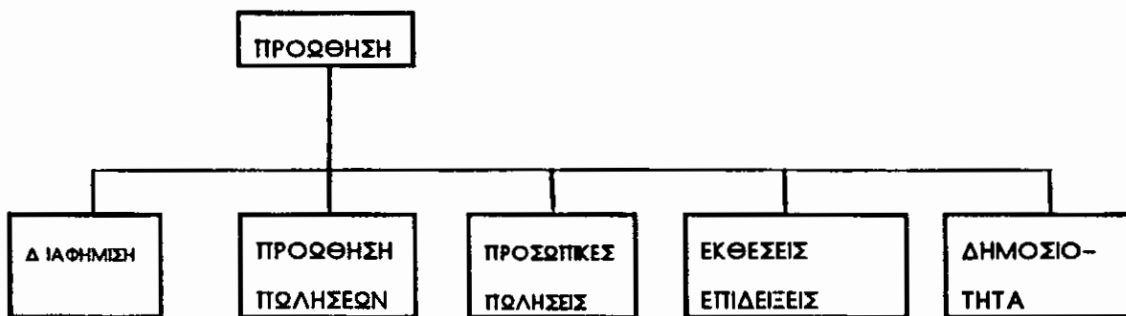 ΠΡΟΩΘΗΣΗ
ΔΙΑΦΗΜΙΣΗ
ΠΡΟΩΘΗΣΗ
ΠΩΛΗΣΕΩΝ
ΠΡΟΣΩΠΙΚΕΣ
ΠΩΛΗΣΕΙΣ
ΕΚΘΕΣΕΙΣ
ΕΠΙΔΕΙΞΕΙΣ
ΔΗΜΟΣΙΟ-
ΤΗΤΑ